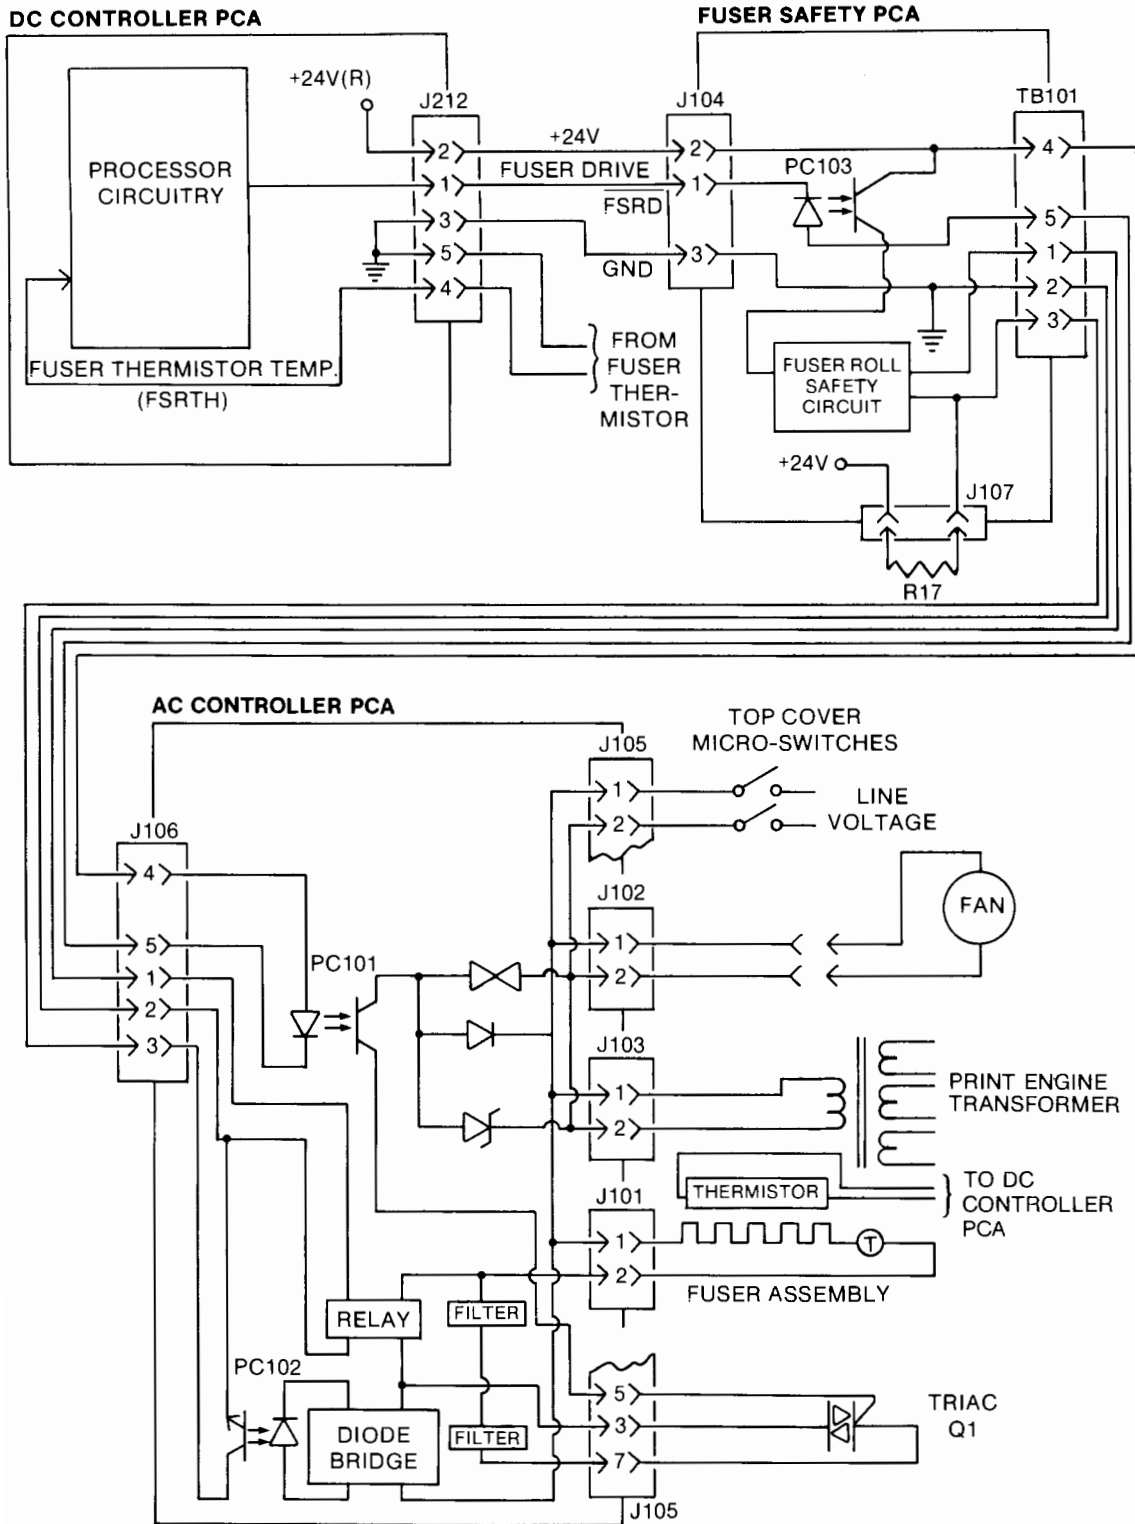 DC CONTROLLER PCA
FUSER SAFETY PCA
+24V(R)
J212
J104
TB101
PROCESSOR
CIRCUITRY
2
+24V
2
4
1
FUSER DRIVE
1
PC103
FSRD
3
5
5
GND
3
1
4
2
3
FUSER THERMISTOR TEMP.
(FSRTH)
FROM
FUSER
THER-
MISTOR
FUSER ROLL
SAFETY
CIRCUIT
+24V
J107
R17
AC CONTROLLER PCA
TOP COVER
MICRO-SWITCHES
J105
1
2
LINE
VOLTAGE
J106
4
5
1
2
3
PC101
J102
1
2
FAN
J103
1
2
PRINT ENGINE
TRANSFORMER
THERMISTOR
TO DC
CONTROLLER
PCA
J101
1
T
2
FUSER ASSEMBLY
RELAY
FILTER
PC102
DIODE
BRIDGE
FILTER
5
3
7
TRIAC
Q1
J105